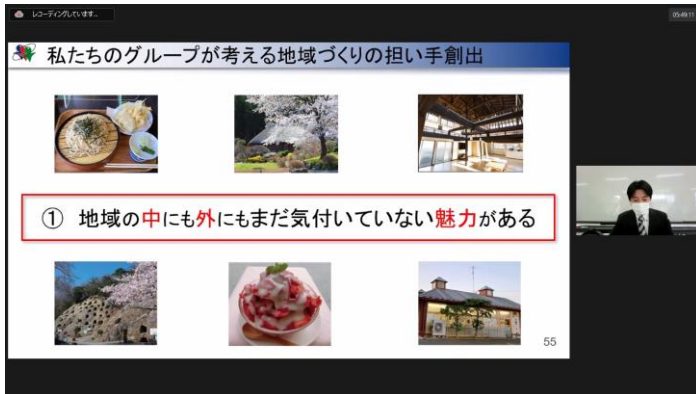 レコーディングしています...
05:49:11
私たちのグループが考える地域づくりの担い手創出
① 地域の中にも外にもまだ気付いていない魅力がある
55